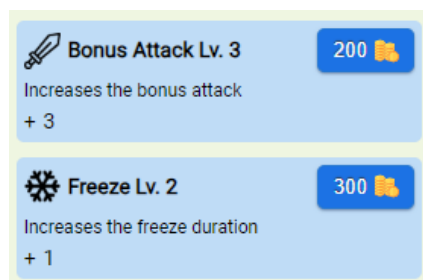 Bonus Attack Lv. 3
200
Increases the bonus attack
+ 3
Freeze Lv. 2
300
Increases the freeze duration
+ 1